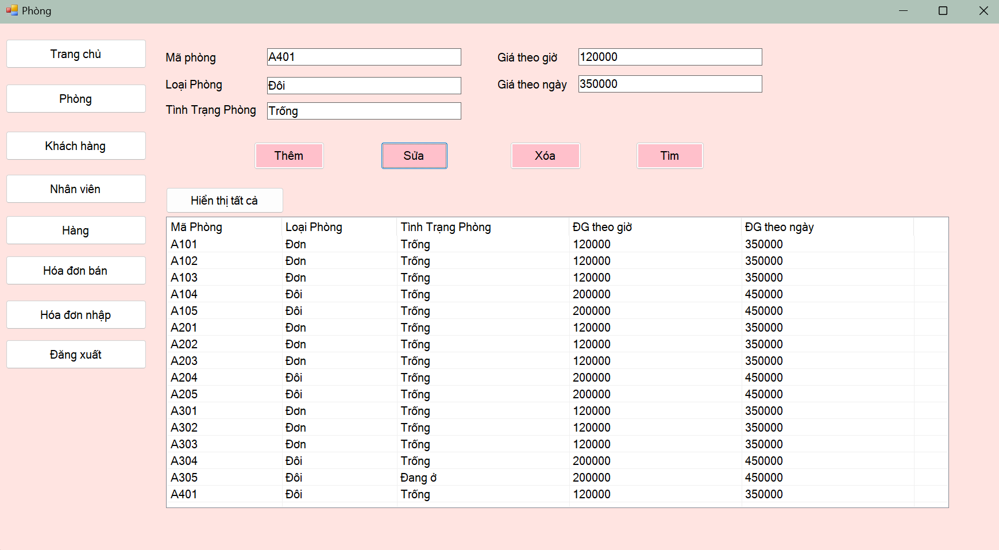 Phòng
Trang chủ
Phòng
Khách hàng
Nhân viên
Hàng
Hóa đơn bán
Hóa đơn nhập
Đăng xuất
Mã phòng A401 Giá theo giờ 120000
Loại Phòng Đôi Giá theo ngày 350000
Tình Trạng Phòng Trống
Thêm Sửa Xóa Tìm
Hiển thị tất cả
Mã Phòng Loại Phòng Tình Trạng Phòng ĐG theo giờ ĐG theo ngày
A101 Đơn Trống 120000 350000
A102 Đơn Trống 120000 350000
A103 Đơn Trống 120000 350000
A104 Đôi Trống 200000 450000
A105 Đôi Trống 200000 450000
A201 Đơn Trống 120000 350000
A202 Đơn Trống 120000 350000
A203 Đơn Trống 120000 350000
A204 Đôi Trống 200000 450000
A205 Đôi Trống 200000 450000
A301 Đơn Trống 120000 350000
A302 Đơn Trống 120000 350000
A303 Đơn Trống 120000 350000
A304 Đôi Trống 200000 450000
A305 Đôi Đang ở 200000 450000
A401 Đôi Trống 120000 350000